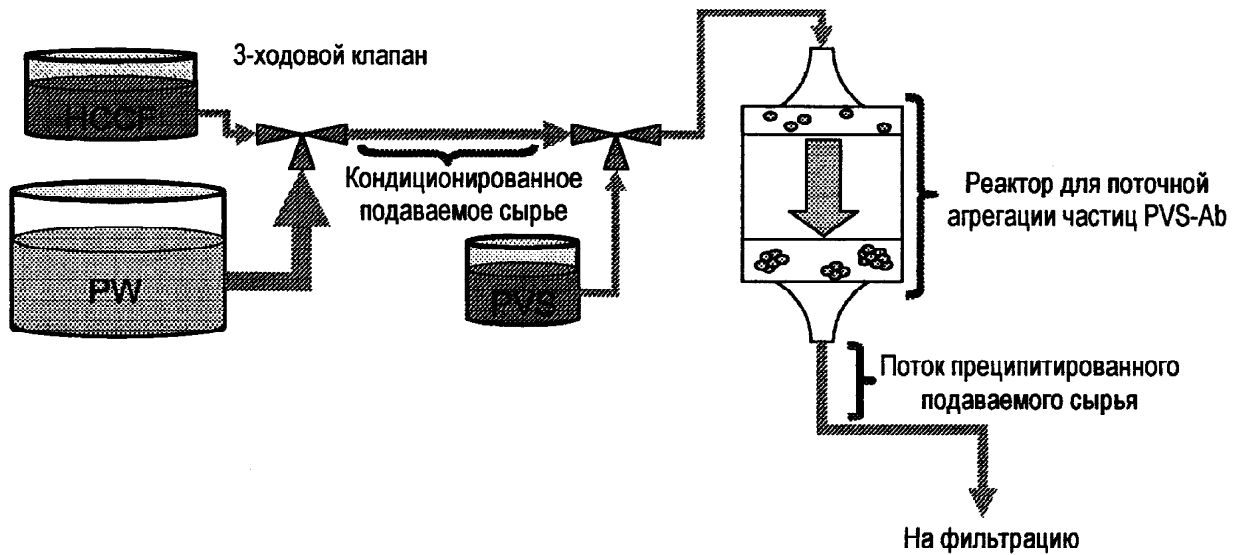 3-ходовой клапан
HCCF
Кондиционированное
подаваемое сырье
PW
PVS
Реактор для поточной
агрегации частиц PVS-Ab
Поток преципитированного
подаваемого сырья
На фильтрацию